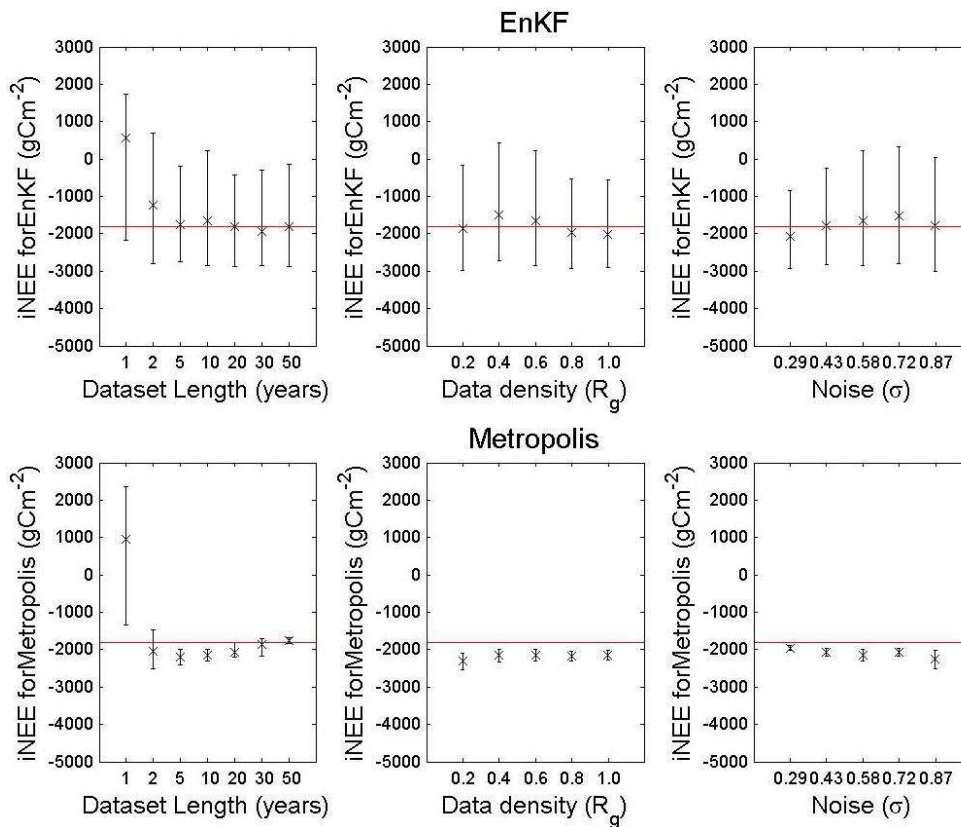 EnKF
iNEE forEnKF (gCm-2)
3000
2000
1000
0
-1000
-2000
-3000
-4000
-5000
1 2 5 10 20 30 50
Dataset Length (years)
iNEE forEnKF (gCm-2)
3000
2000
1000
0
-1000
-2000
-3000
-4000
-5000
0.2 0.4 0.6 0.8 1.0
Data density (Rg)
iNEE forEnKF (gCm-2)
3000
2000
1000
0
-1000
-2000
-3000
-4000
-5000
0.29 0.43 0.58 0.72 0.87
Noise (σ)
Metropolis
iNEE forMetropolis (gCm-2)
3000
2000
1000
0
-1000
-2000
-3000
-4000
-5000
1 2 5 10 20 30 50
Dataset Length (years)
iNEE forMetropolis (gCm-2)
3000
2000
1000
0
-1000
-2000
-3000
-4000
-5000
0.2 0.4 0.6 0.8 1.0
Data density (Rg)
iNEE forMetropolis (gCm-2)
3000
2000
1000
0
-1000
-2000
-3000
-4000
-5000
0.29 0.43 0.58 0.72 0.87
Noise (σ)